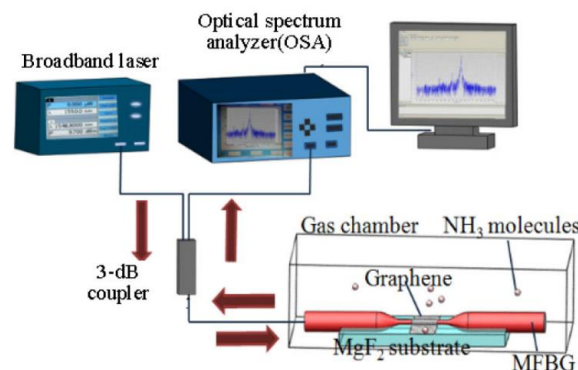 Optical spectrum
analyzer(OSA)
Broadband laser
Gas chamber
NH₃ molecules
3-dB
coupler
Graphene
MgF₂ substrate
MFBG